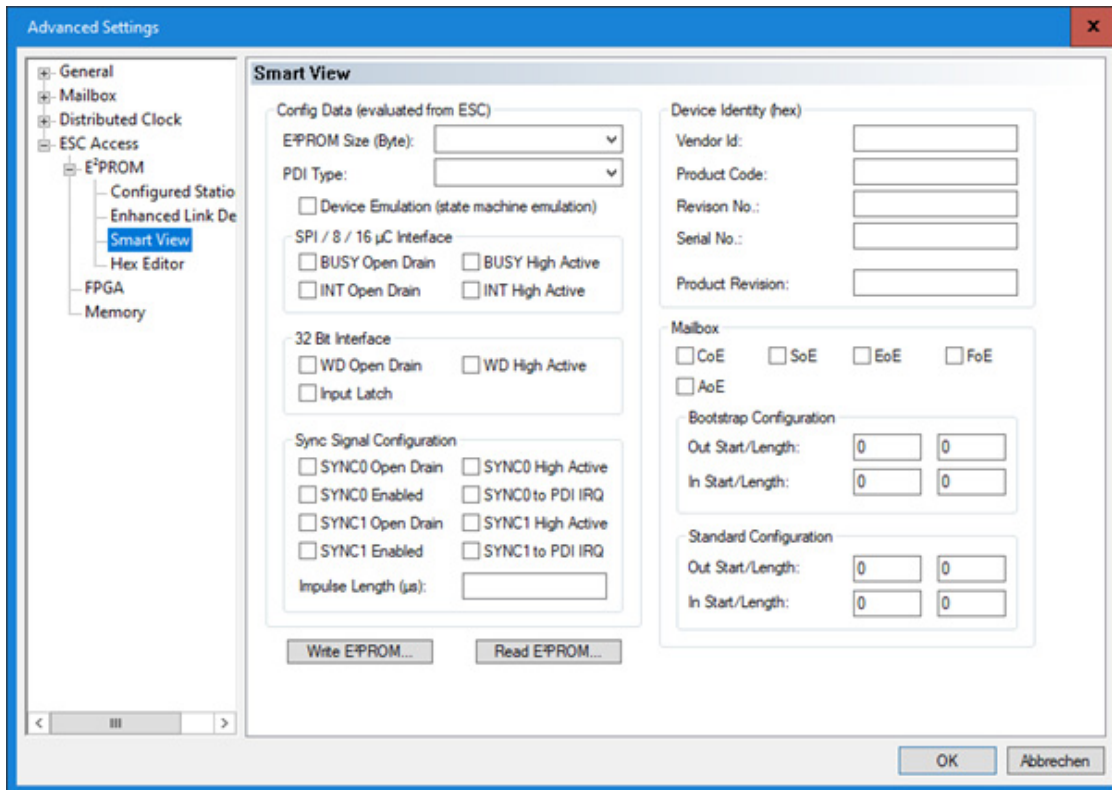 Advanced Settings
x
General
Mailbox
Distributed Clock
ESC Access
E²PROM
Configured Statio
Enhanced Link De
Smart View
Hex Editor
FPGA
Memory
Smart View
Config Data (evaluated from ESC)
E²PROM Size (Byte):
PDI Type:
Device Emulation (state machine emulation)
SPI / 8 / 16 µC Interface
BUSY Open Drain BUSY High Active
INT Open Drain INT High Active
32 Bit Interface
WD Open Drain WD High Active
Input Latch
Sync Signal Configuration
SYNC0 Open Drain SYNC0 High Active
SYNC0 Enabled SYNC0 to PDI IRQ
SYNC1 Open Drain SYNC1 High Active
SYNC1 Enabled SYNC1 to PDI IRQ
Impulse Length (µs):
Write E²PROM... Read E²PROM...
Device Identity (hex)
Vendor Id:
Product Code:
Revison No.:
Serial No.:
Product Revision:
Mailbox
CoE SoE EoE FoE
AoE
Bootstrap Configuration
Out Start/Length: 0 0
In Start/Length: 0 0
Standard Configuration
Out Start/Length: 0 0
In Start/Length: 0 0
OK Abbrechen